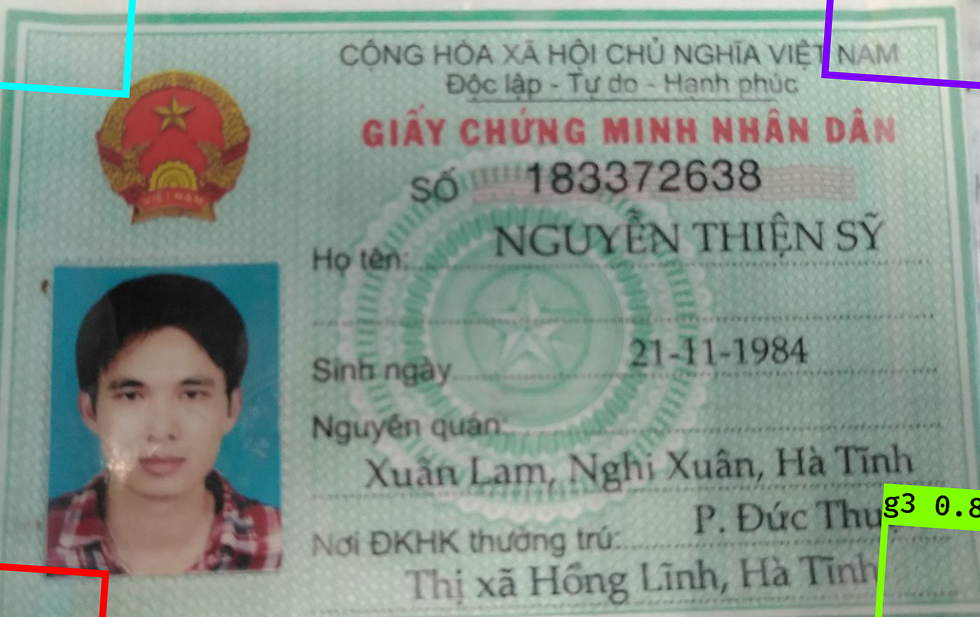 CỘNG HÒA XÃ HỘI CHỦ NGHĨA VIỆT NAM
Độc lập - Tự do - Hạnh phúc
GIẤY CHỨNG MINH NHÂN DÂN
SỐ 183372638
VIỆT NAM
Họ tên: NGUYỄN THIỆN SỸ
Sinh ngày 21-11-1984
Nguyên quán:
Xuân Lam, Nghi Xuân, Hà Tĩnh
Nơi ĐKHK thường trú: P. Đức
Thị xã Hồng Lĩnh, Hà Tĩnh
g3 0.8